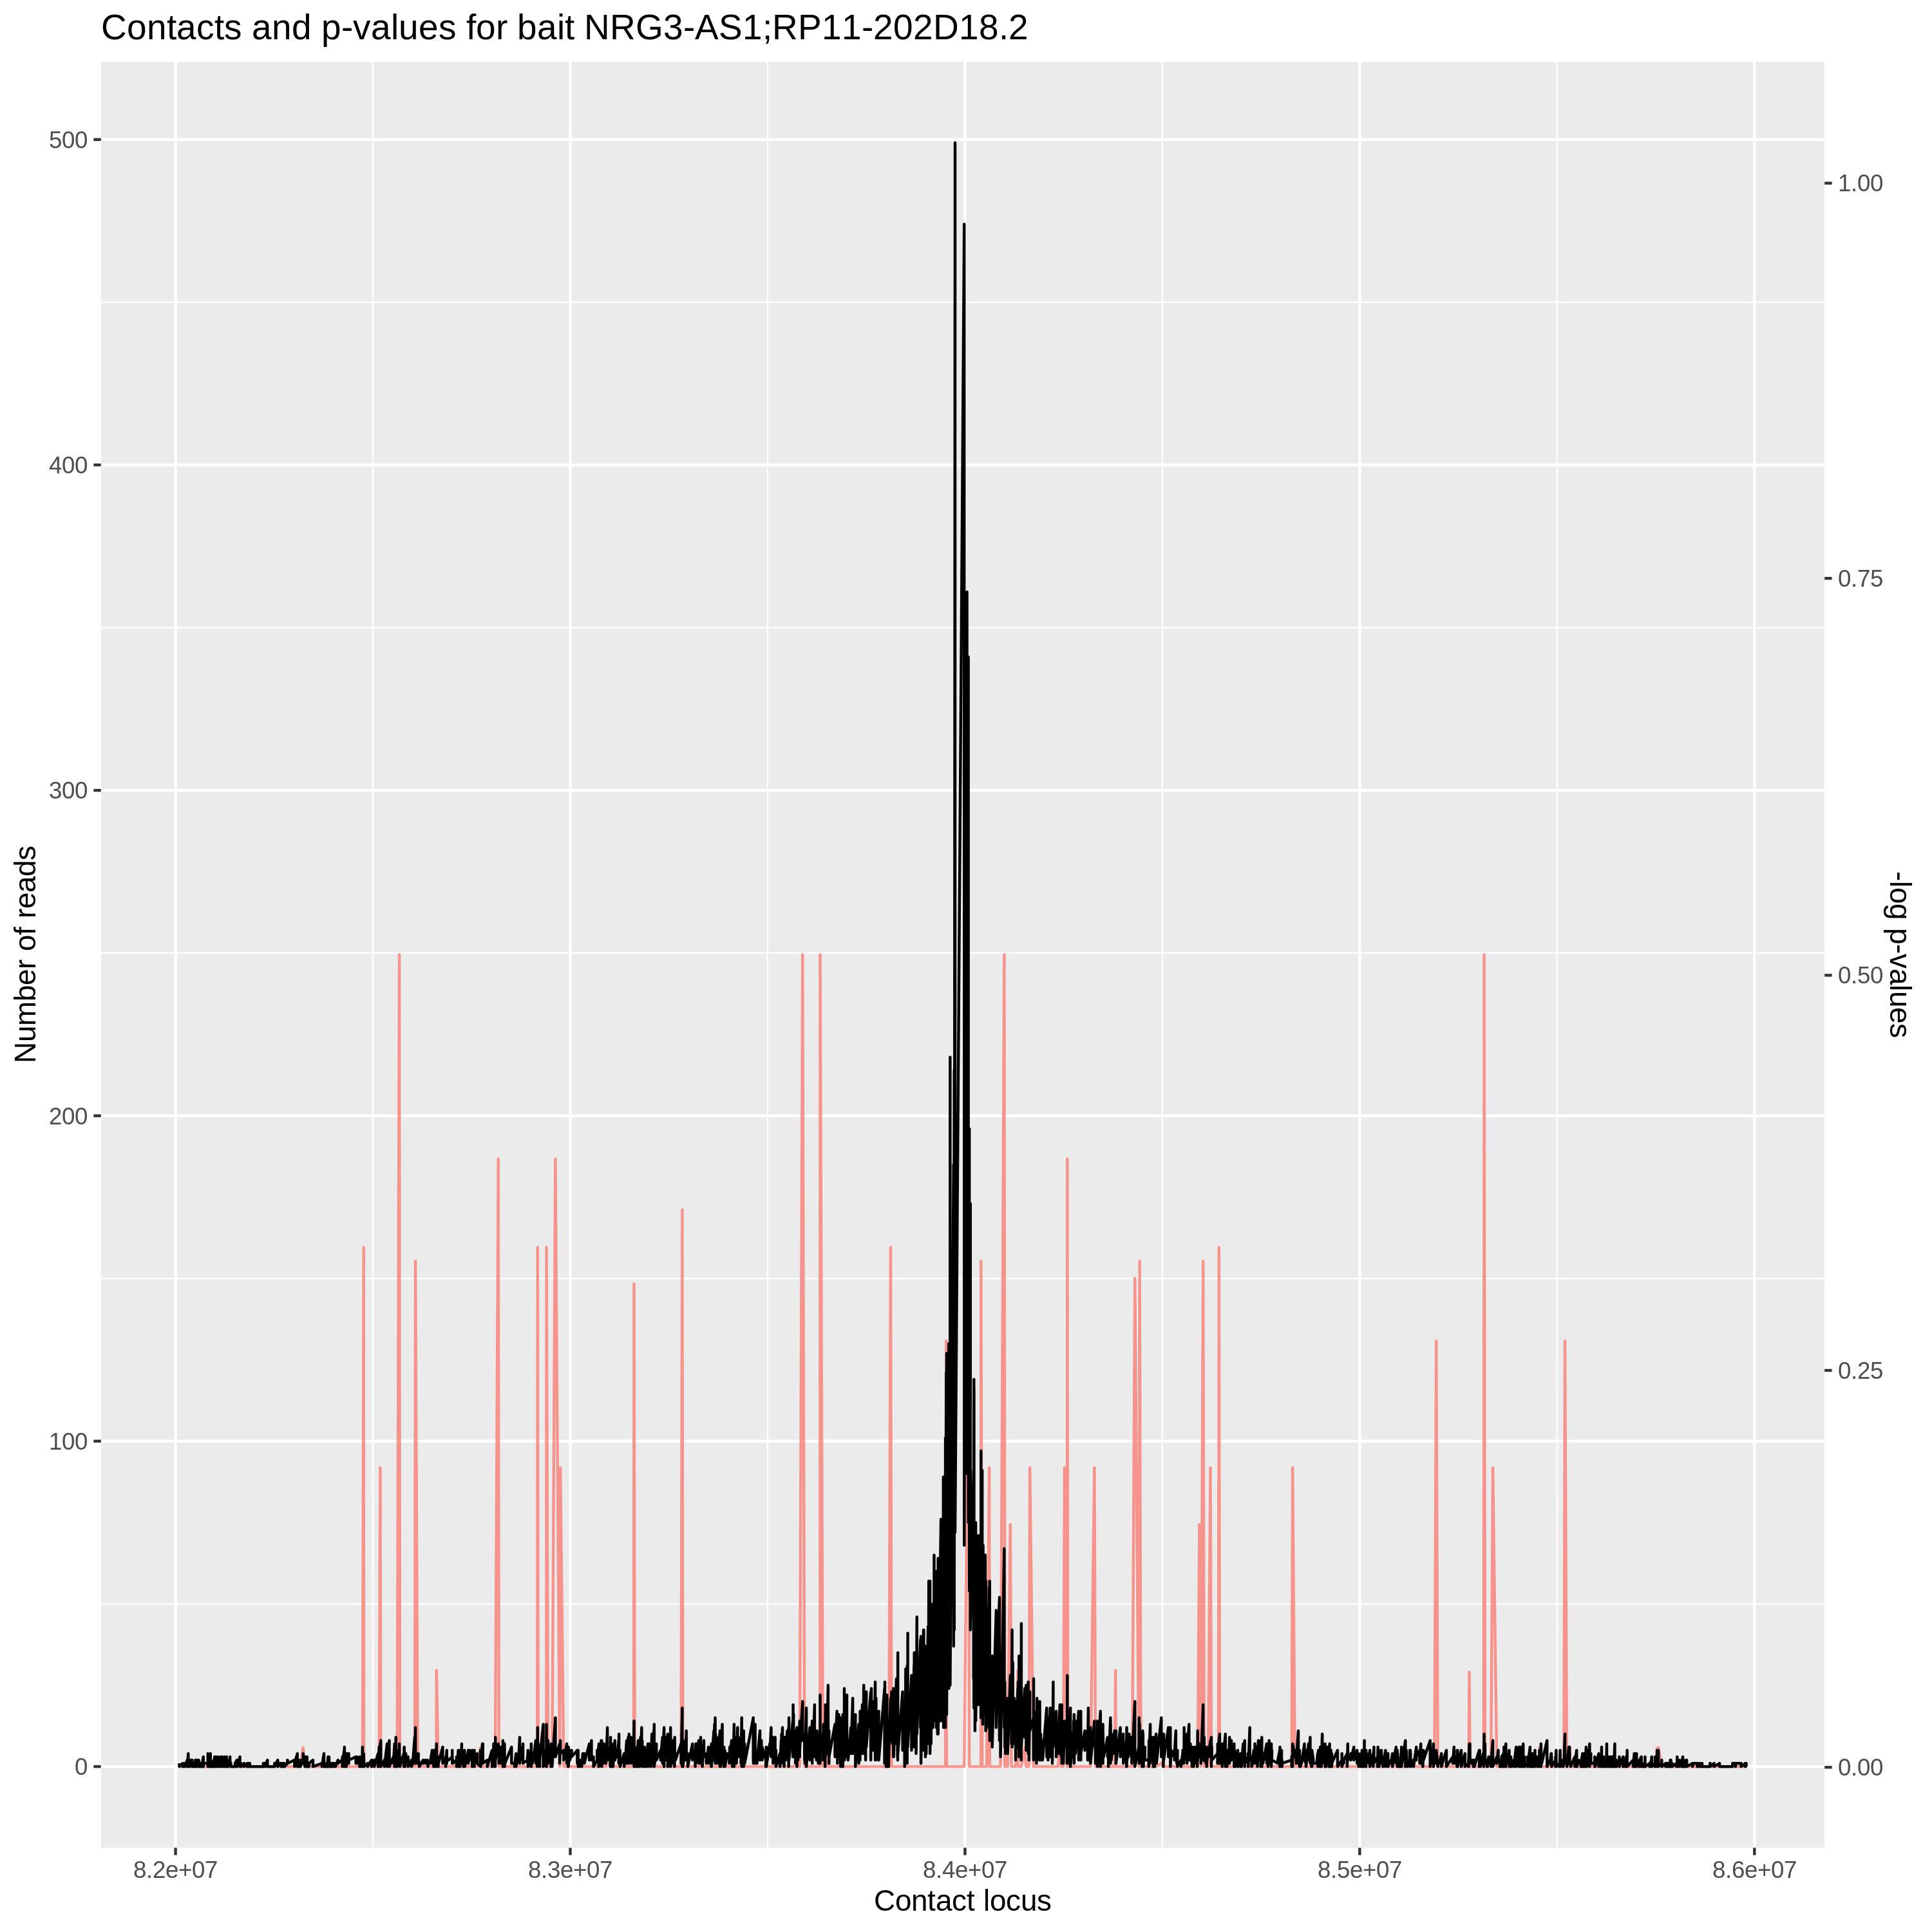 Contacts and p-values for bait NRG3-AS1;RP11-202D18.2
500
400
300
200
100
0
Number of reads
1.00
0.75
0.50
0.25
0.00
-log p-values
8.2e+07
8.3e+07
8.4e+07
8.5e+07
8.6e+07
Contact locus